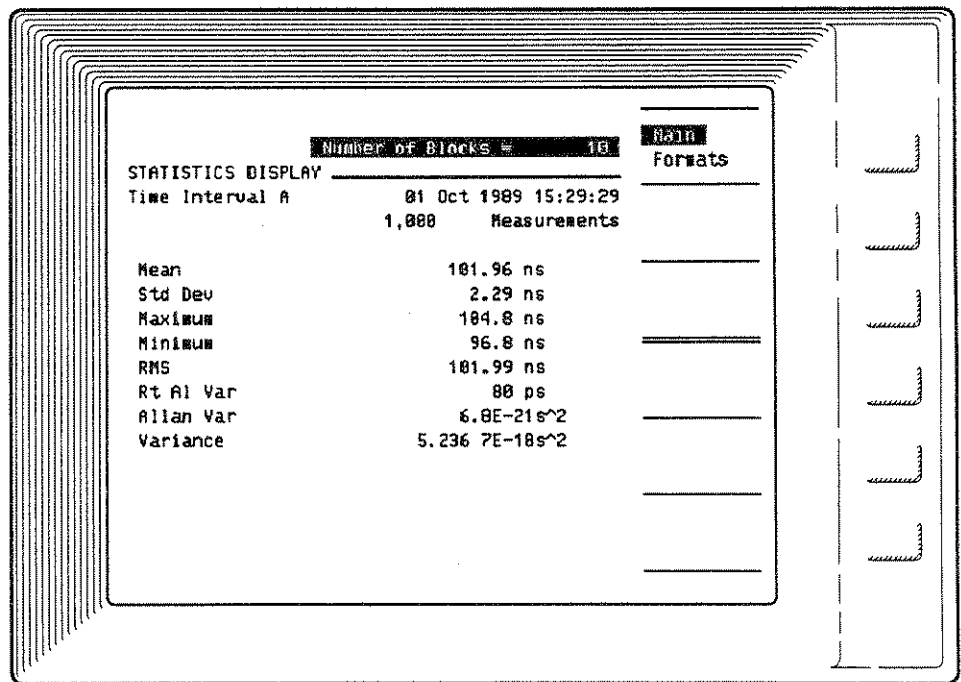 Number of Blocks = 10
Main
Formats
STATISTICS DISPLAY
Time Interval A 01 Oct 1989 15:29:29
1,000 Measurements
Mean 101.96 ns
Std Dev 2.29 ns
Maximum 104.8 ns
Minimum 96.8 ns
RMS 101.99 ns
Rt Al Var 80 ps
Allan Var 6.8E-21s^2
Variance 5.236 7E-18s^2